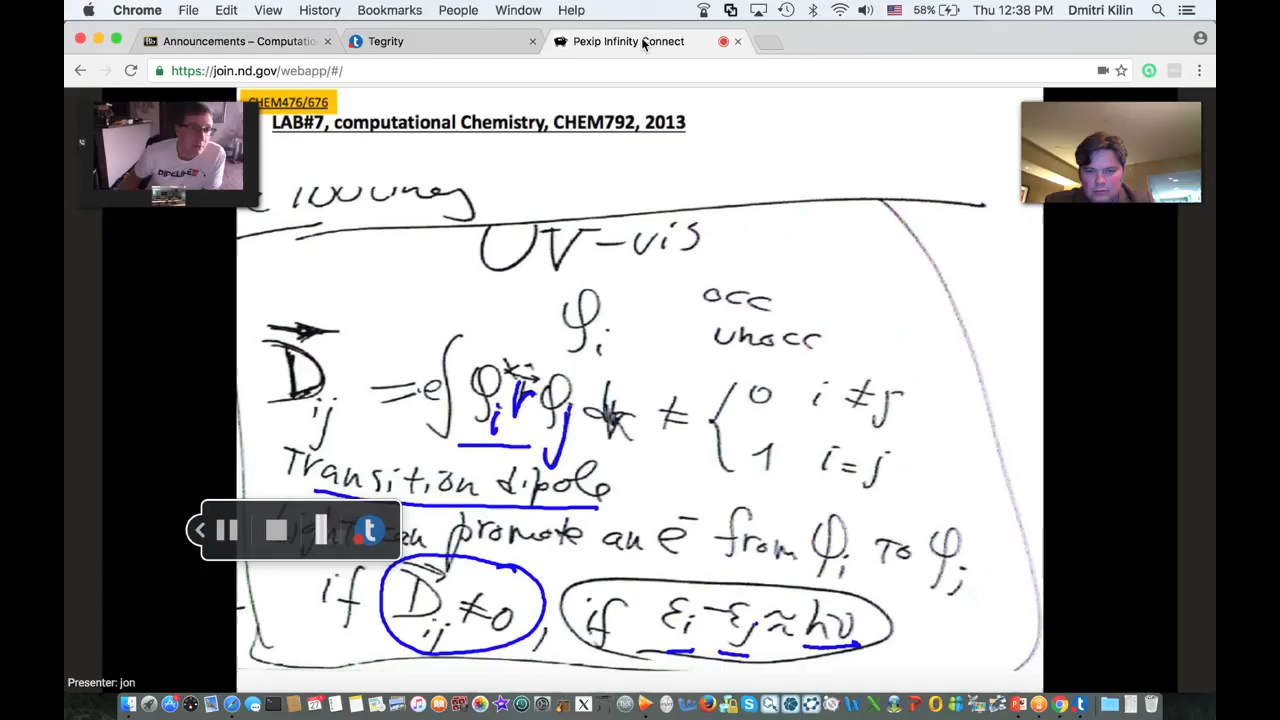 Chrome File Edit View History Bookmarks People Window Help 58% Thu 12:38 PM Dmitri Kilin
Bb Announcements – Computatio × t Tegrity × Pexip Infinity Connect ×
https://join.nd.gov/webapp/#/
CHEM476/676
LAB#7, computational Chemistry, CHEM792, 2013
UV-vis
φi occ
unocc
D⃗ij = e∫ φi r φj dr ≠ { 0 i ≠ j
1 i = j
Transition dipole
can promote an e⁻ from φi to φj
if D⃗ij ≠ 0, if εi - εj ≈ hν
Presenter: jon